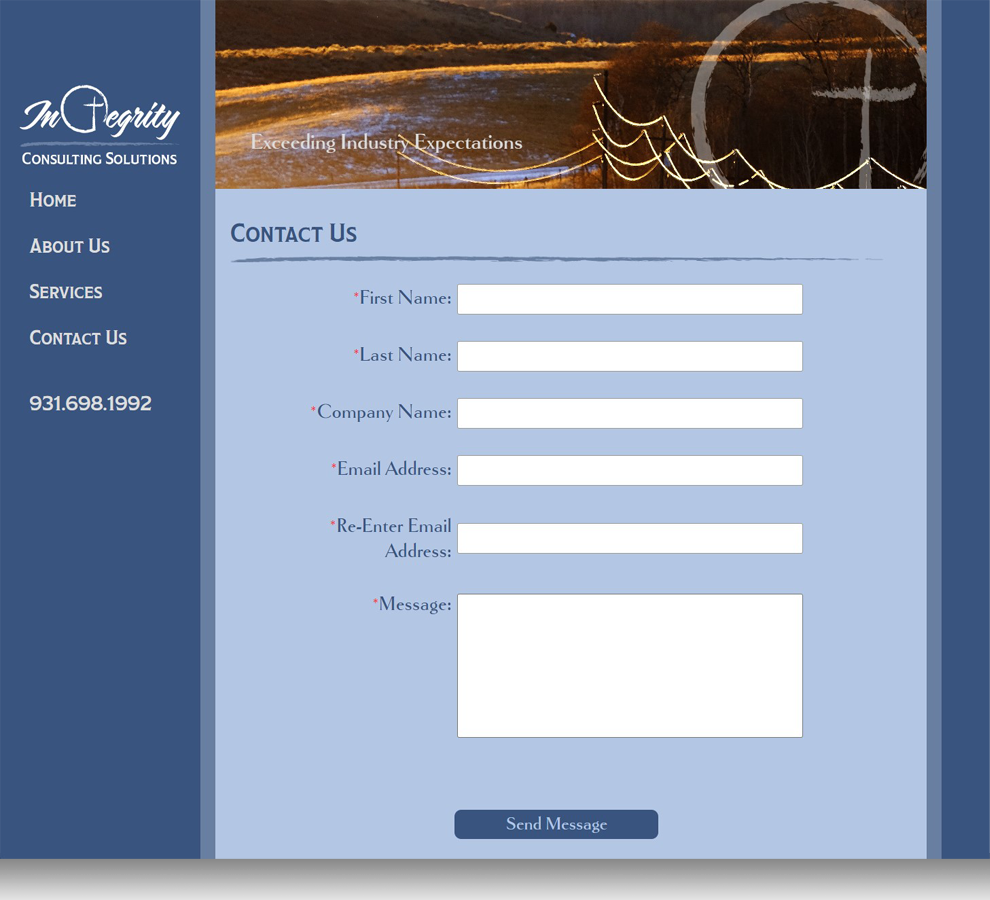 Integrity
Consulting Solutions
Home
About Us
Services
Contact Us
931.698.1992
Exceeding Industry Expectations
Contact Us
*First Name:
*Last Name:
*Company Name:
*Email Address:
*Re-Enter Email
Address:
*Message:
Send Message